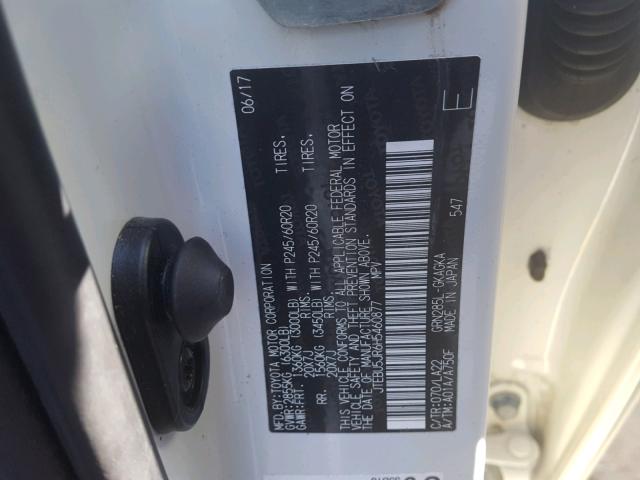 MFD.BY:TOYOTA MOTOR CORPORATION 06/17
GVWR:2855KG (6300LB)
GAWR:FRT. 1360KG (3000LB) WITH P245/60R20 TIRES,
20X7J RIMS,
RR. 1560KG (3450LB) WITH P245/60R20 TIRES,
20X7J RIMS.
THIS VEHICLE CONFORMS TO ALL APPLICABLE FEDERAL MOTOR
VEHICLE SAFETY AND THEFT PREVENTION STANDARDS IN EFFECT ON
THE DATE OF MANUFACTURE SHOWN ABOVE.
JTEBU5JR6H5460877 MPV
C/TR:070/LA22 GRN285L-GKAGKA
A/TM:A01A/A750F MADE IN JAPAN
547
E